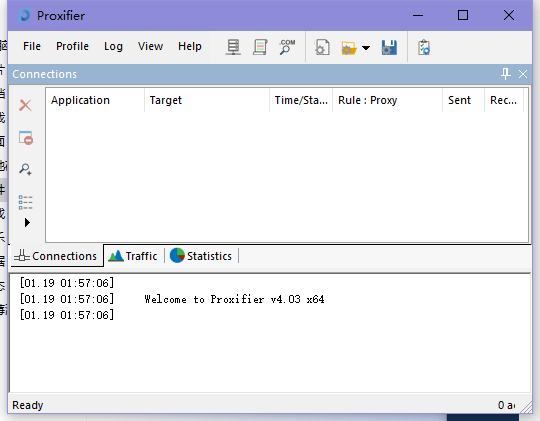 Proxifier
File Profile Log View Help .COM
Connections
Application Target Time/Sta... Rule : Proxy Sent Rec...
Connections Traffic Statistics
[01.19 01:57:06]
[01.19 01:57:06] Welcome to Proxifier v4.03 x64
[01.19 01:57:06]
Ready